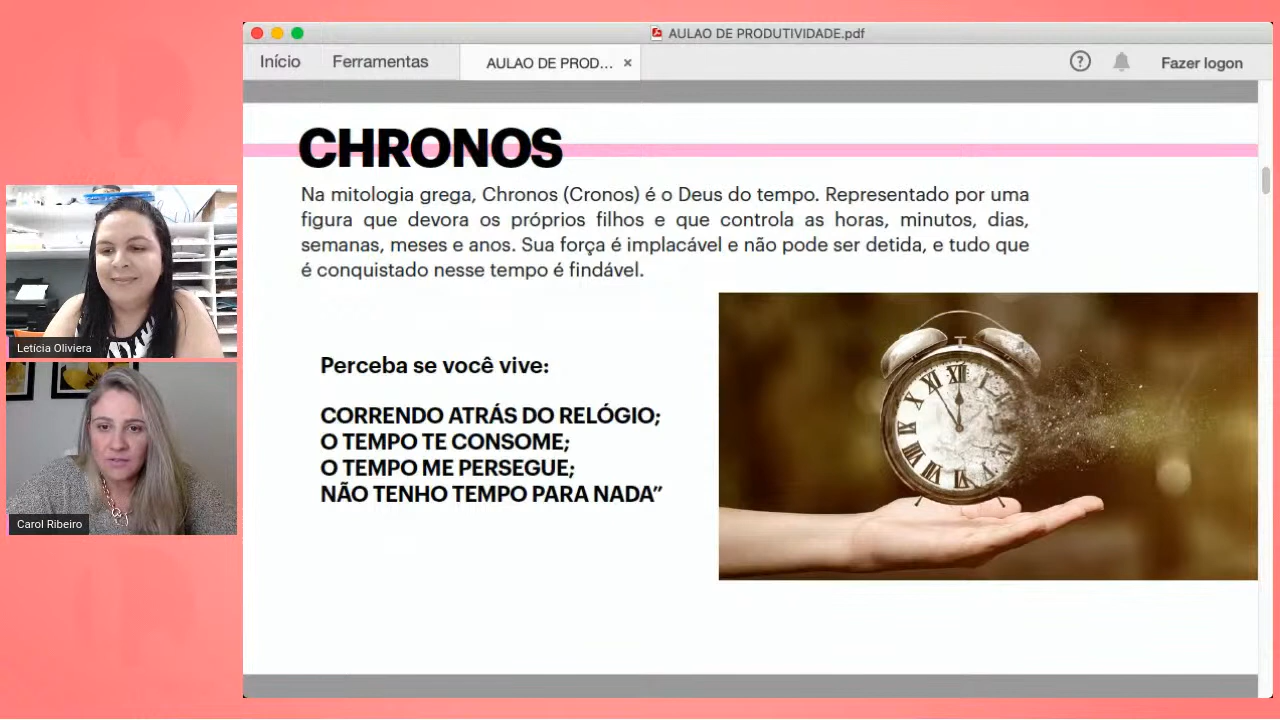 AULAO DE PRODUTIVIDADE.pdf
Início
Ferramentas
AULAO DE PROD... ×
?
Fazer logon
CHRONOS
Na mitologia grega, Chronos (Cronos) é o Deus do tempo. Representado por uma
figura que devora os próprios filhos e que controla as horas, minutos, dias,
semanas, meses e anos. Sua força é implacável e não pode ser detida, e tudo que
é conquistado nesse tempo é findável.
Perceba se você vive:
CORRENDO ATRÁS DO RELÓGIO;
O TEMPO TE CONSOME;
O TEMPO ME PERSEGUE;
NÃO TENHO TEMPO PARA NADA”
Letícia Oliviera
Carol Ribeiro